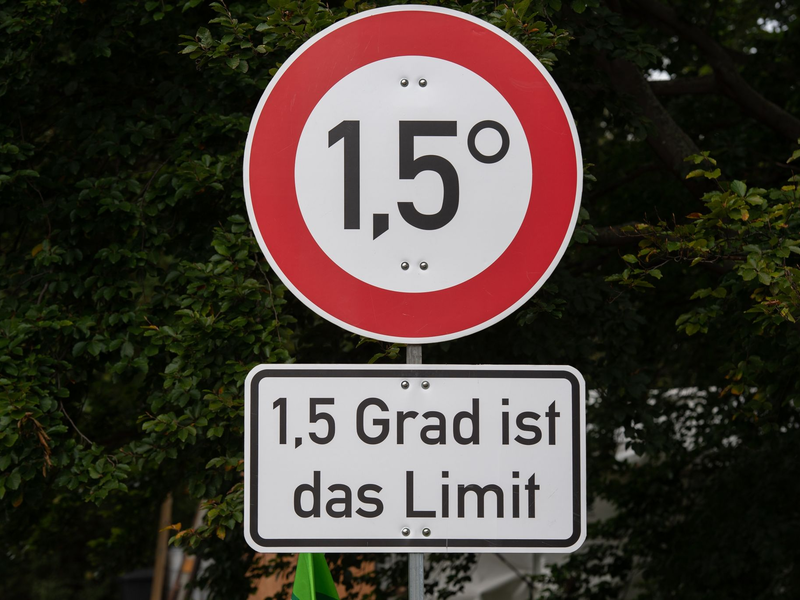 1,5°
1,5 Grad ist
das Limit